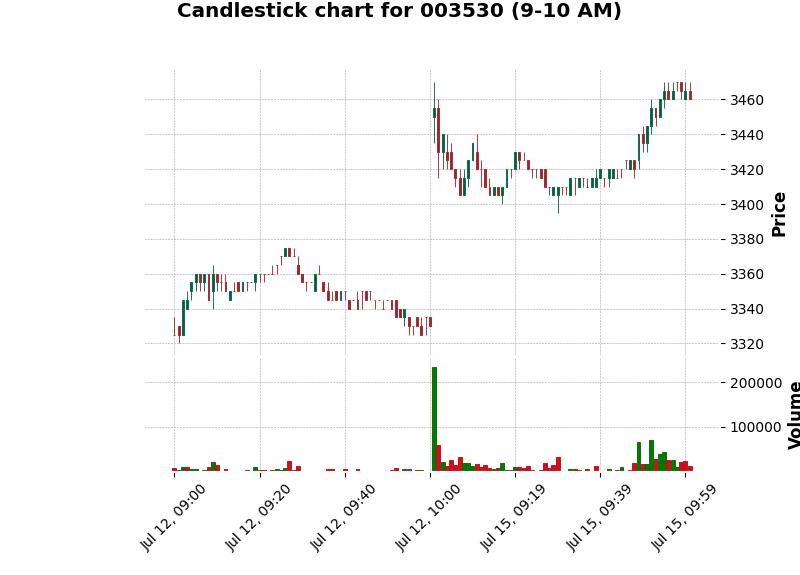 Candlestick chart for 003530 (9-10 AM)
3460
3440
3420
3400
3380
3360
3340
3320
Price
200000
100000
Volume
Jul 12, 09:00
Jul 12, 09:20
Jul 12, 09:40
Jul 12, 10:00
Jul 15, 09:19
Jul 15, 09:39
Jul 15, 09:59